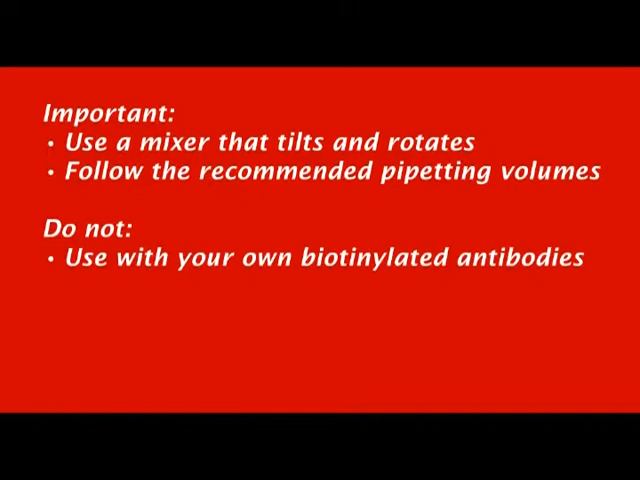 Important:
• Use a mixer that tilts and rotates
• Follow the recommended pipetting volumes
Do not:
• Use with your own biotinylated antibodies